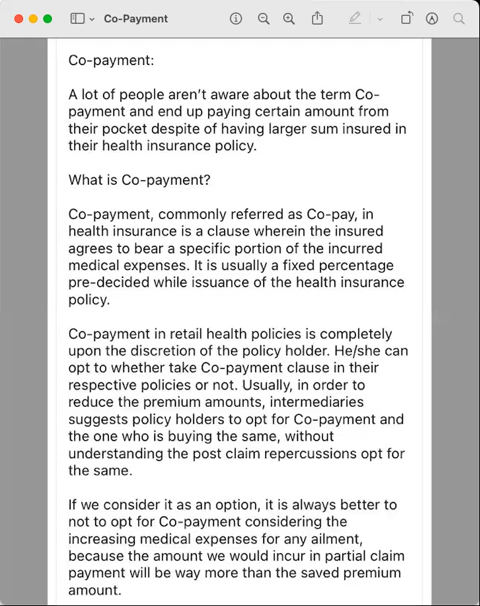 Co-Payment
Co-payment:
A lot of people aren’t aware about the term Co-
payment and end up paying certain amount from
their pocket despite of having larger sum insured in
their health insurance policy.
What is Co-payment?
Co-payment, commonly referred as Co-pay, in
health insurance is a clause wherein the insured
agrees to bear a specific portion of the incurred
medical expenses. It is usually a fixed percentage
pre-decided while issuance of the health insurance
policy.
Co-payment in retail health policies is completely
upon the discretion of the policy holder. He/she can
opt to whether take Co-payment clause in their
respective policies or not. Usually, in order to
reduce the premium amounts, intermediaries
suggests policy holders to opt for Co-payment and
the one who is buying the same, without
understanding the post claim repercussions opt for
the same.
If we consider it as an option, it is always better to
not to opt for Co-payment considering the
increasing medical expenses for any ailment,
because the amount we would incur in partial claim
payment will be way more than the saved premium
amount.